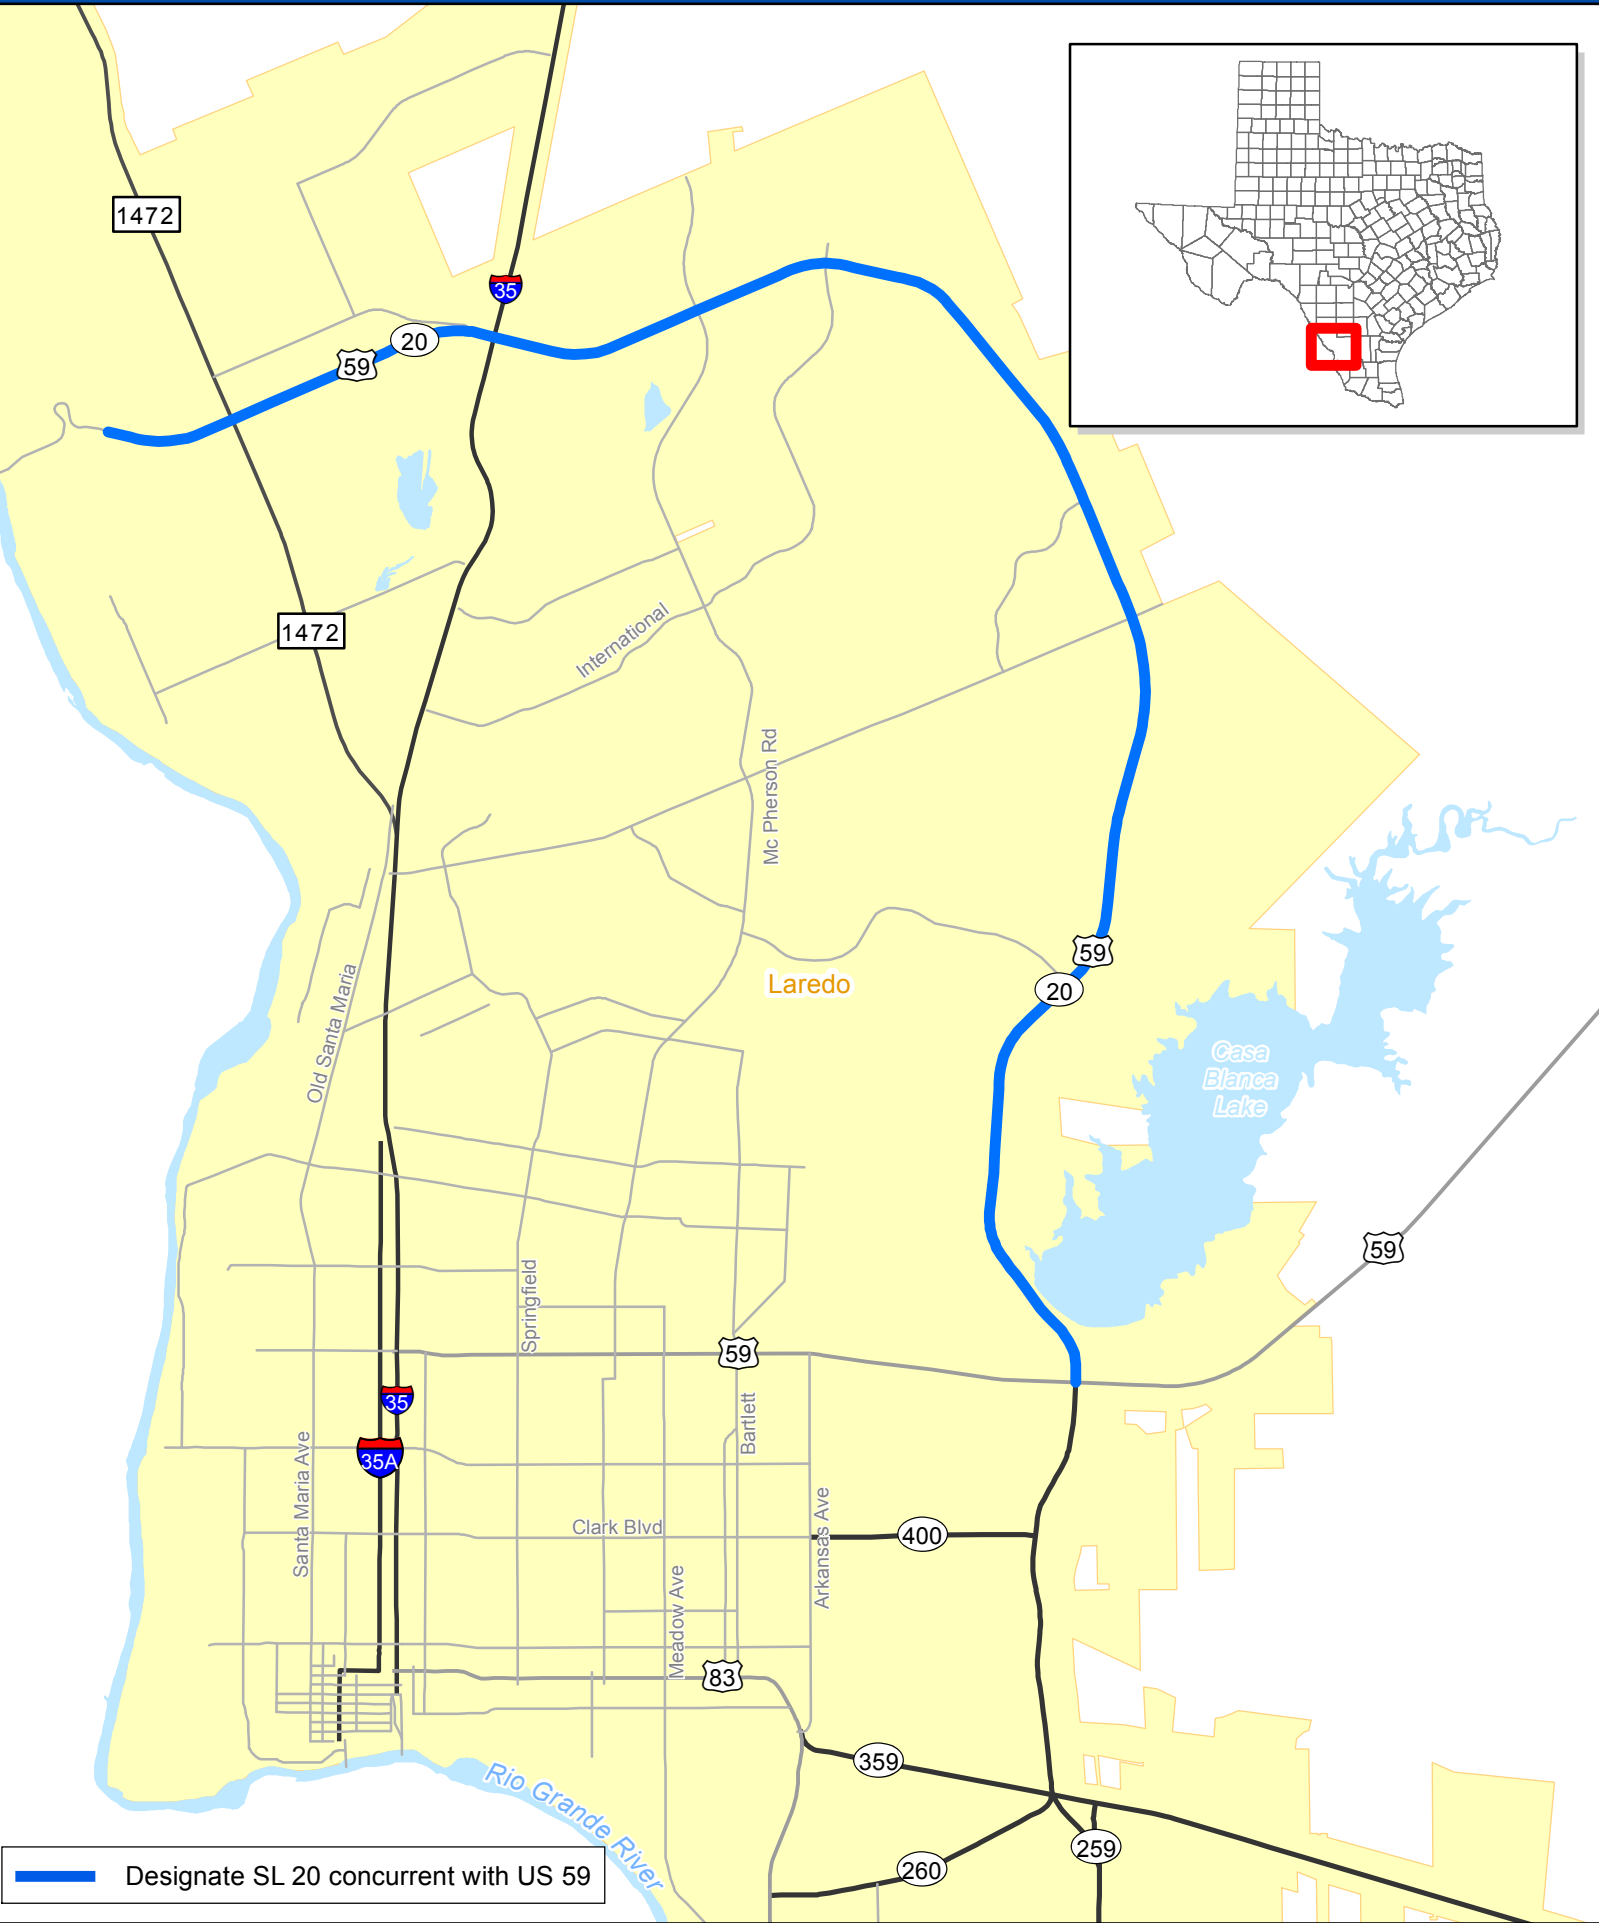 1472
35
20
59
1472
International
Mc Pherson Rd
59
20
Laredo
Old Santa Maria
Casa
Blanca
Lake
59
Springfield
59
35
Bartlett
35A
Santa Maria Ave
Clark Blvd
400
Arkansas Ave
Meadow Ave
83
359
Rio Grande River
259
260
Designate SL 20 concurrent with US 59